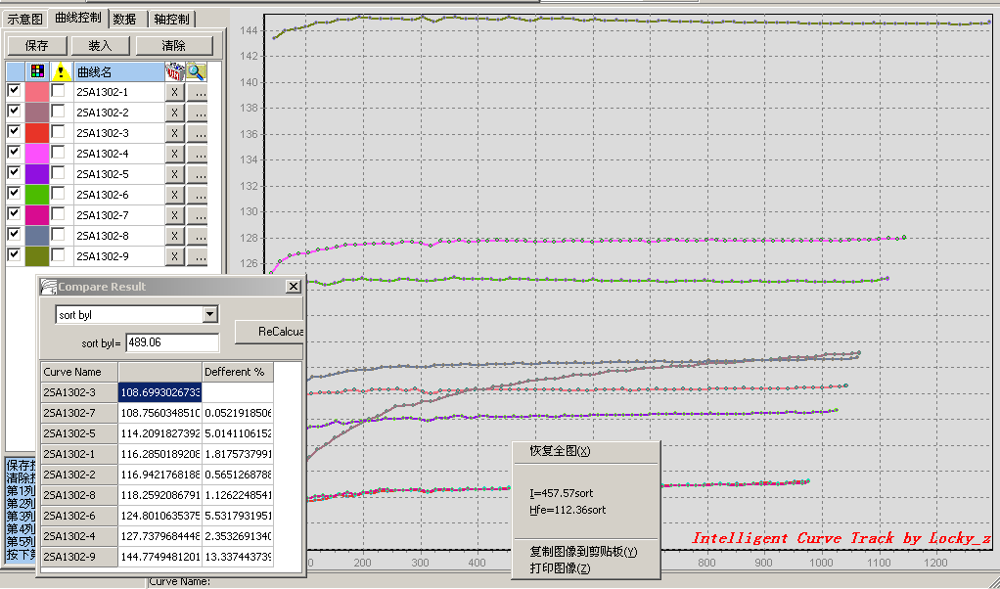 示意图 曲线控制 数据 轴控制
保存 装入 清除
曲线名
2SA1302-1 X ...
2SA1302-2 X ...
2SA1302-3 X ...
2SA1302-4 X ...
2SA1302-5 X ...
2SA1302-6 X ...
2SA1302-7 X ...
2SA1302-8 X ...
2SA1302-9 X ...
144
142
140
138
136
134
132
130
128
126
Compare Result
sort byI
ReCalcua
sort byI= 489.06
Curve Name Defferent %
2SA1302-3 108.6993026733
2SA1302-7 108.7560348510 0.0521918506
2SA1302-5 114.2091827392 5.0141106152
2SA1302-1 116.2850189208 1.8175737991
2SA1302-2 116.9421768188 0.5651268788
2SA1302-8 118.2592086791 1.1262248541
2SA1302-6 124.8010635375 5.5317931951
2SA1302-4 127.7379684448 2.3532691340
2SA1302-9 144.7749481201 13.337443739
保存
清除
第1列
第2列
第3列
第4列
第5列
按下
恢复全图(X)
I=457.57sort
Hfe=112.36sort
复制图像到剪贴板(Y)
打印图像(Z)
Intelligent Curve Track by Locky_z
0 200 300 400 800 900 1000 1100 1200
Curve Name: